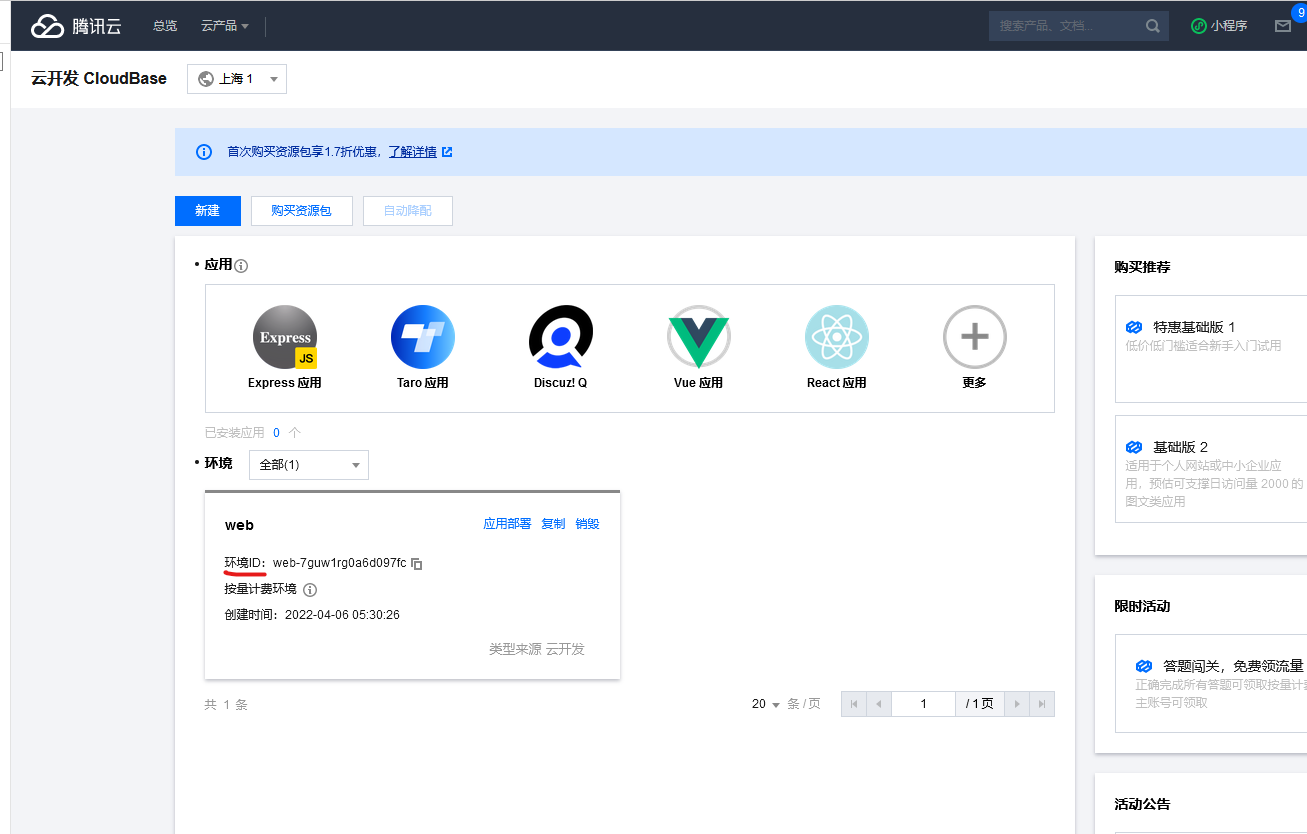 腾讯云 总览 云产品 搜索产品、文档... 小程序 9
云开发 CloudBase 上海 1
首次购买资源包享1.7折优惠，了解详情
新建 购买资源包 自动降配
• 应用
Express JS
Express 应用 Taro 应用 Discuz! Q Vue 应用 React 应用 更多
已安装应用 0 个
• 环境 全部(1)
web 应用部署 复制 销毁
环境ID： web-7guw1rg0a6d097fc
按量计费环境
创建时间：2022-04-06 05:30:26
类型来源 云开发
共 1 条 20 条 / 页 1 / 1 页
购买推荐
特惠基础版 1
低价低门槛适合新手入门试用
基础版 2
适用于个人网站或中小企业应
用，预估可支撑日访问量 2000 的
图文类应用
限时活动
答题闯关，免费领流量
正确完成所有答题可领取按量计
主账号可领取
活动公告